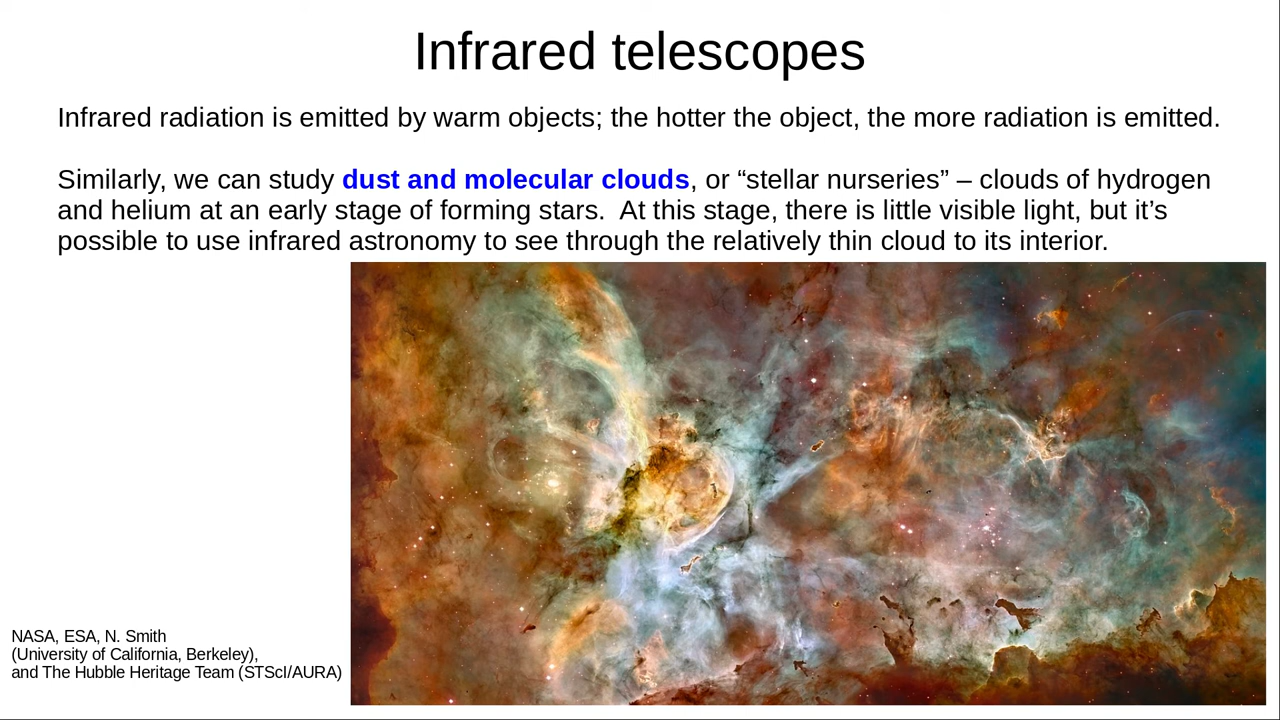 Infrared telescopes
Infrared radiation is emitted by warm objects; the hotter the object, the more radiation is emitted.
Similarly, we can study dust and molecular clouds, or “stellar nurseries” – clouds of hydrogen
and helium at an early stage of forming stars.  At this stage, there is little visible light, but it’s
possible to use infrared astronomy to see through the relatively thin cloud to its interior.
NASA, ESA, N. Smith
(University of California, Berkeley),
and The Hubble Heritage Team (STScI/AURA)